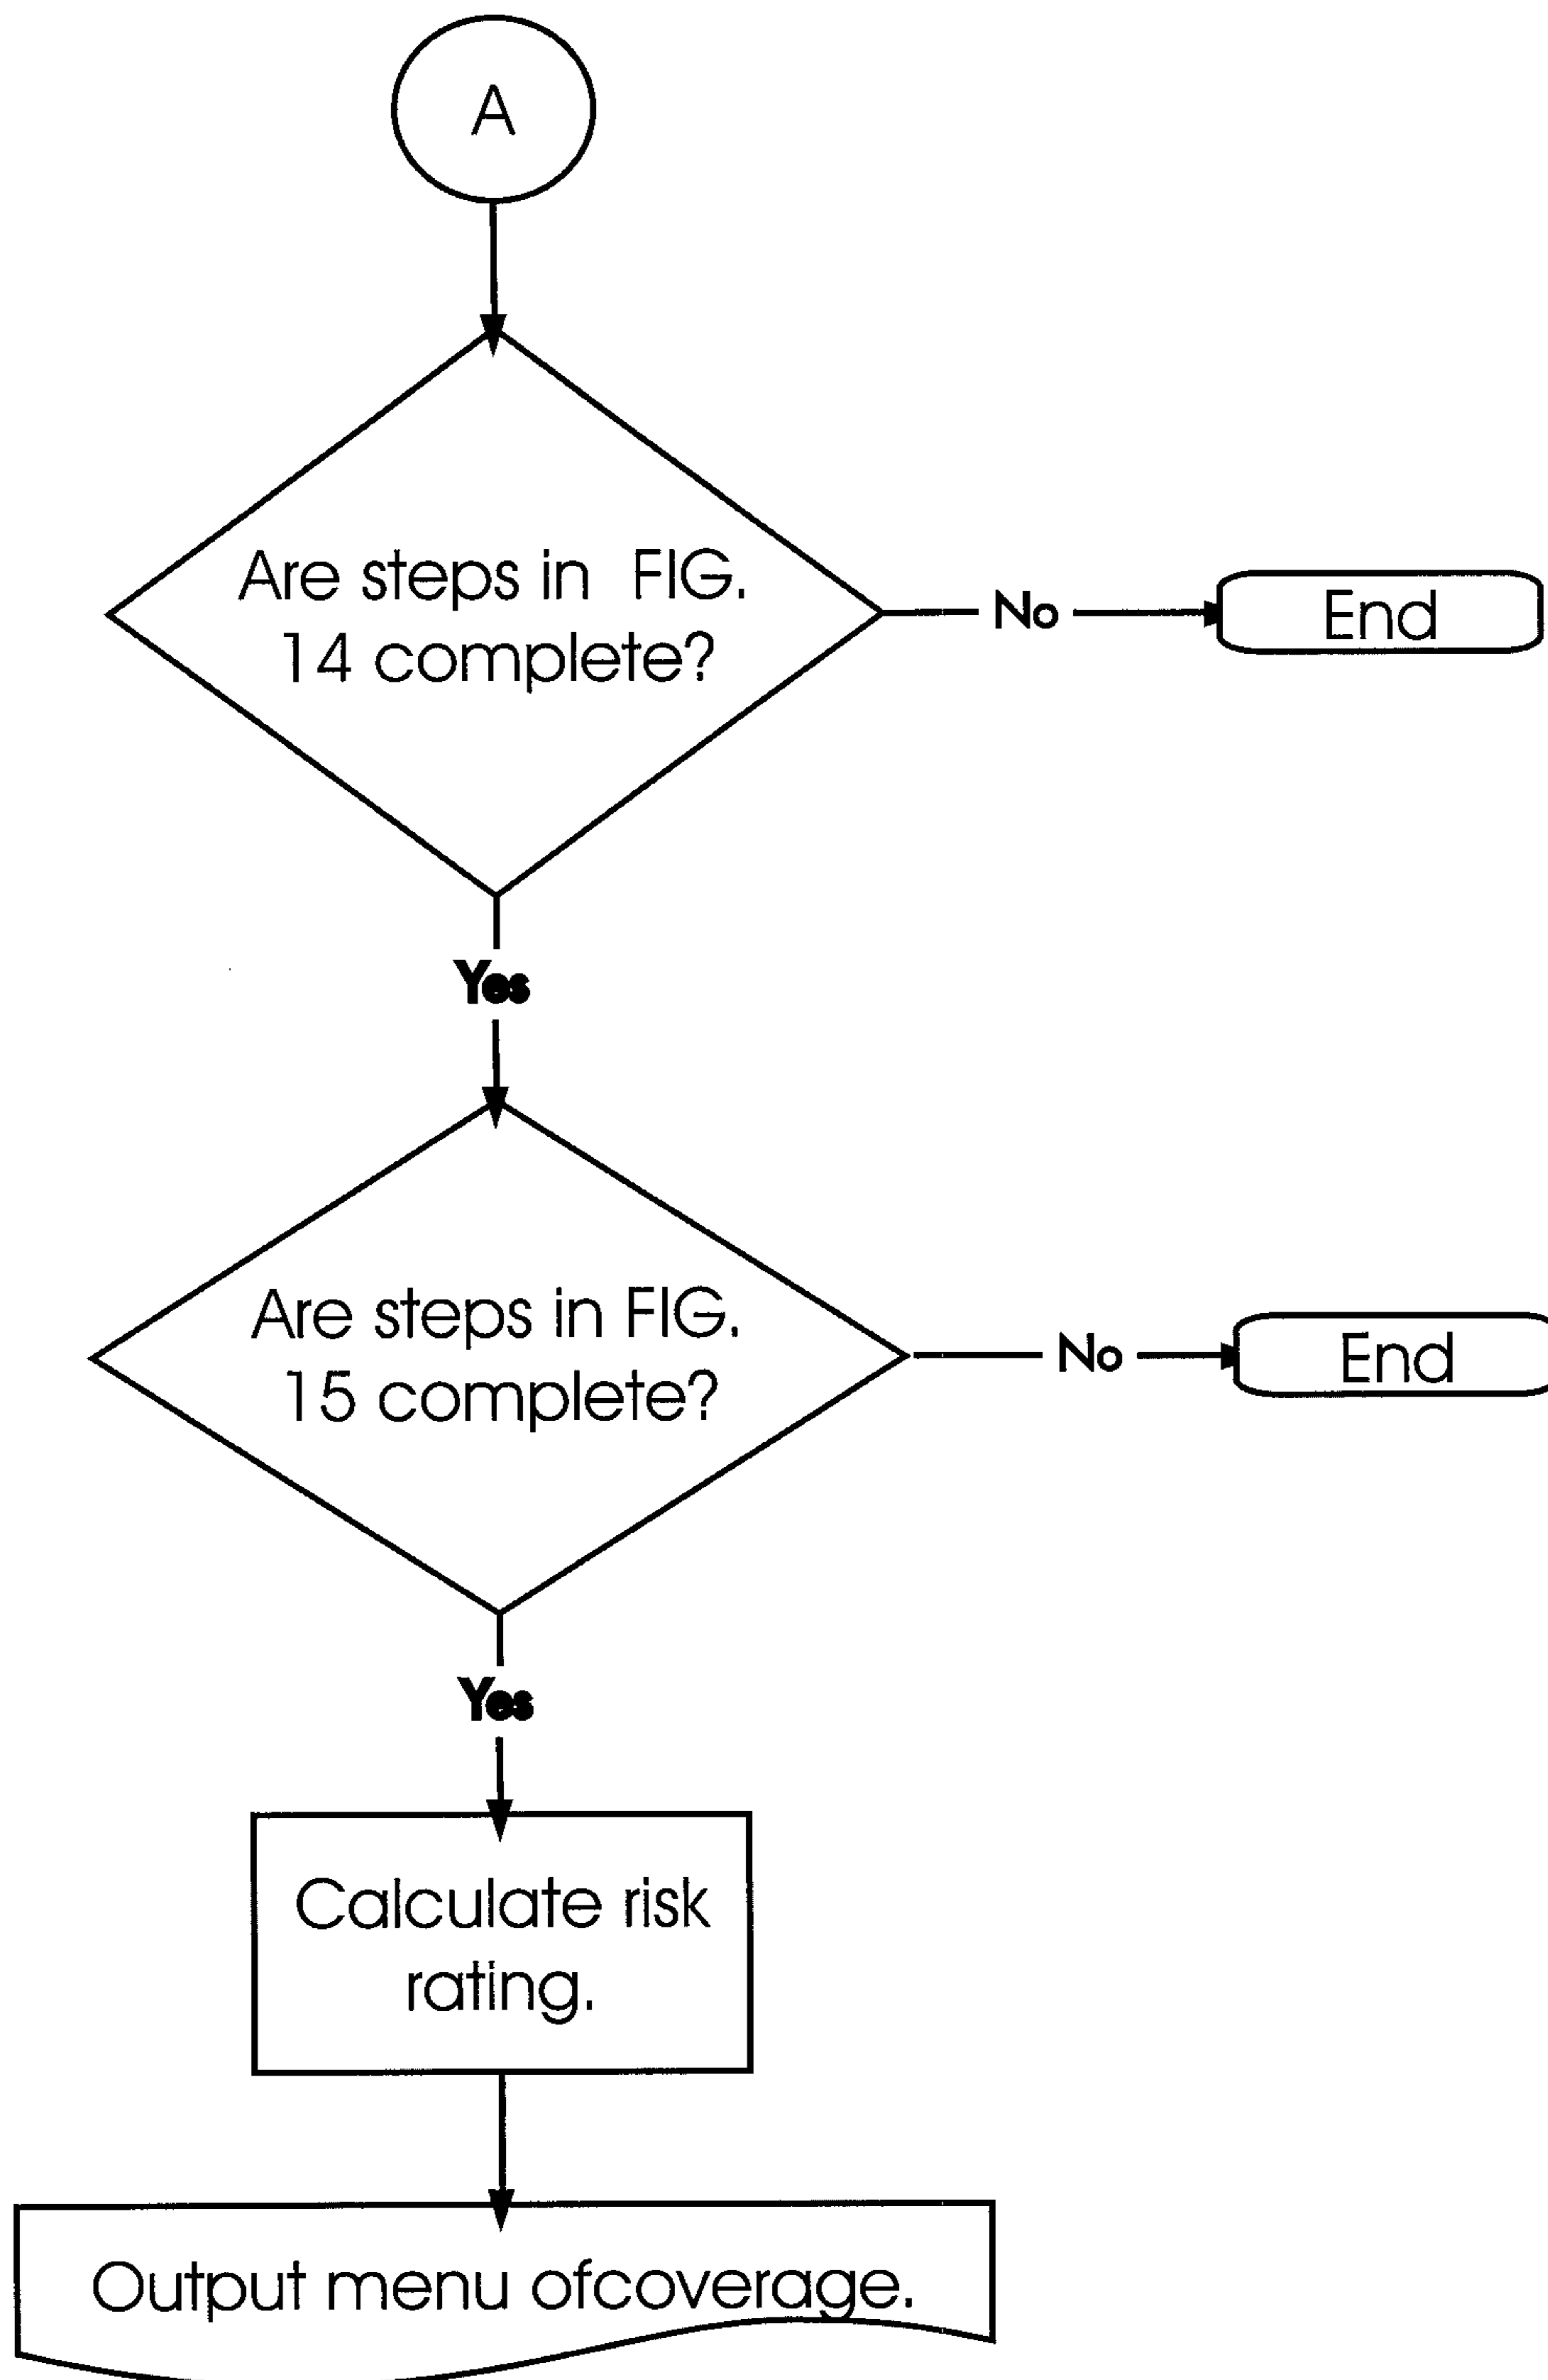 A
Are steps in FIG.
14 complete?
No
End
Yes
Are steps in FIG.
15 complete?
No
End
Yes
Calculate risk
rating.
Output menu ofcoverage.